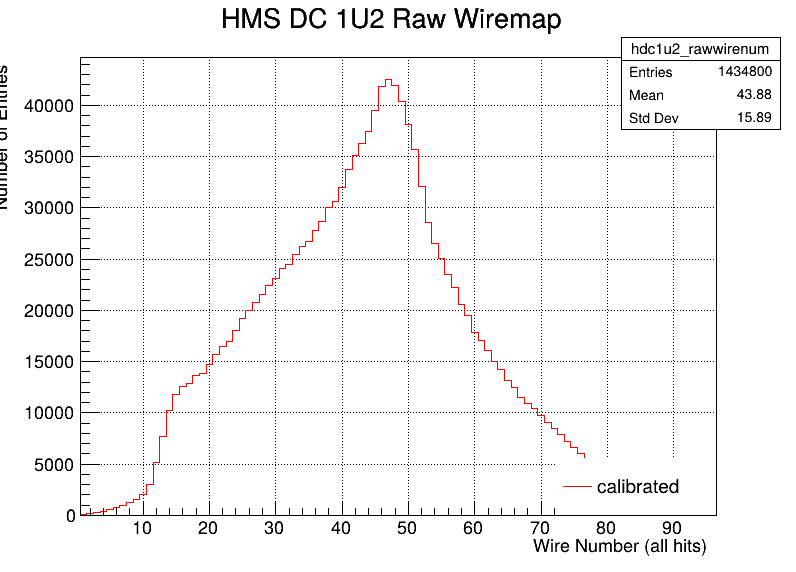 HMS DC 1U2 Raw Wiremap
hdc1u2_rawwirenum
Entries 1434800
Mean 43.88
Std Dev 15.89
Number of Entries
40000
35000
30000
25000
20000
15000
10000
5000
0
calibrated
10 20 30 40 50 60 70 80 90
Wire Number (all hits)